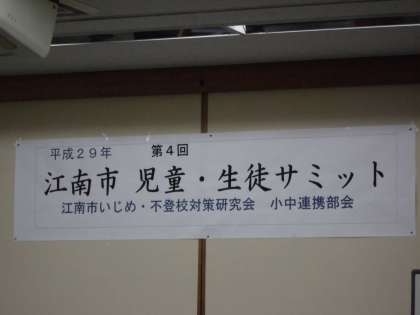 平成29年 第4回
江南市 児童・生徒サミット
江南市いじめ・不登校対策研究会 小中連携部会